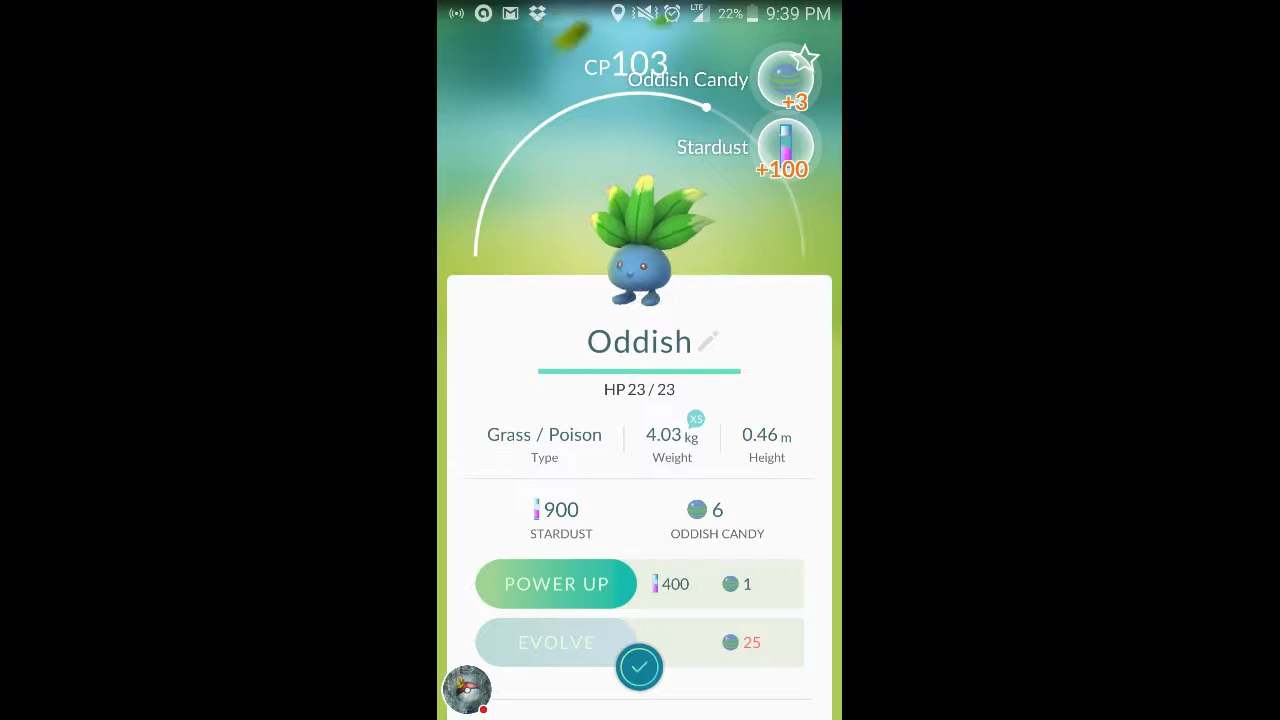 LTE 22% 9:39 PM
CP103
Oddish Candy
+3
Stardust
+100
Oddish
HP 23 / 23
XS
Grass / Poison 4.03 kg 0.46 m
Type Weight Height
900 6
STARDUST ODDISH CANDY
POWER UP 400 1
EVOLVE 25